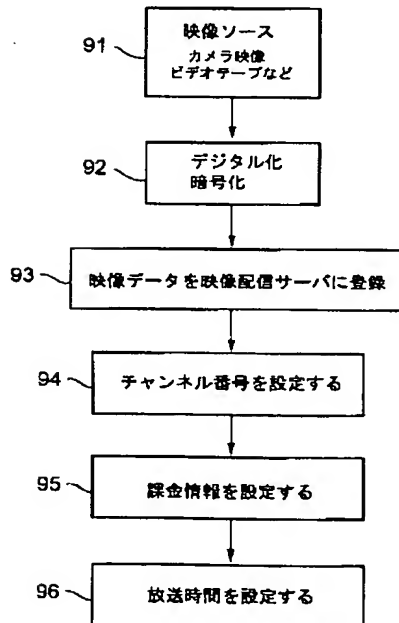 91
映像ソース
カメラ映像
ビデオテープなど
92
デジタル化
暗号化
93
映像データを映像配信サーバに登録
94
チャンネル番号を設定する
95
課金情報を設定する
96
放送時間を設定する